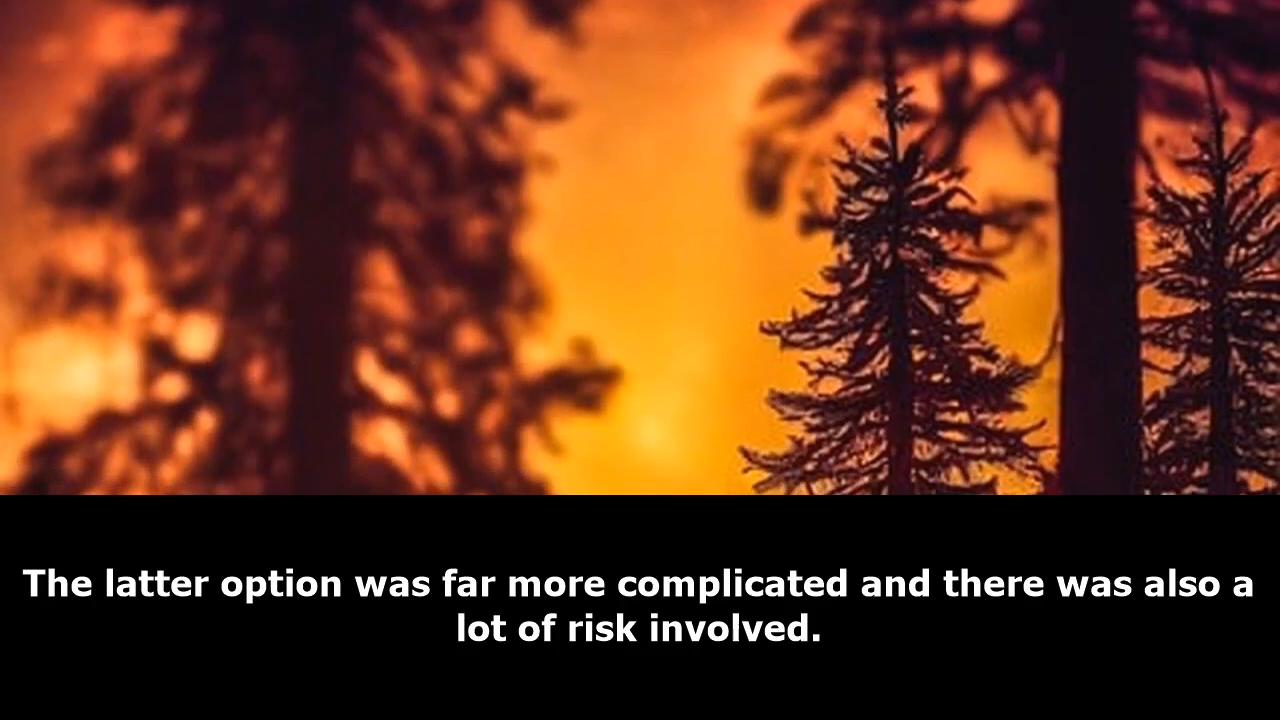 The latter option was far more complicated and there was also a
lot of risk involved.